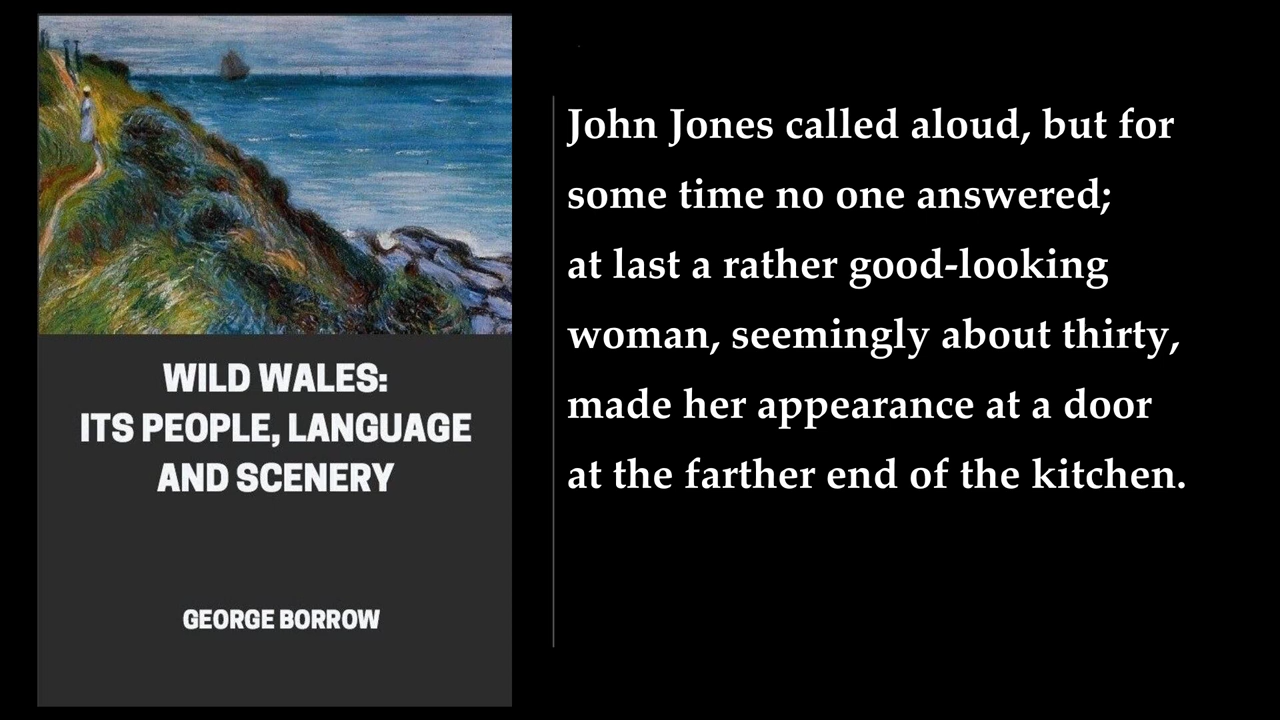 WILD WALES:
ITS PEOPLE, LANGUAGE
AND SCENERY
GEORGE BORROW
John Jones called aloud, but for
some time no one answered;
at last a rather good-looking
woman, seemingly about thirty,
made her appearance at a door
at the farther end of the kitchen.